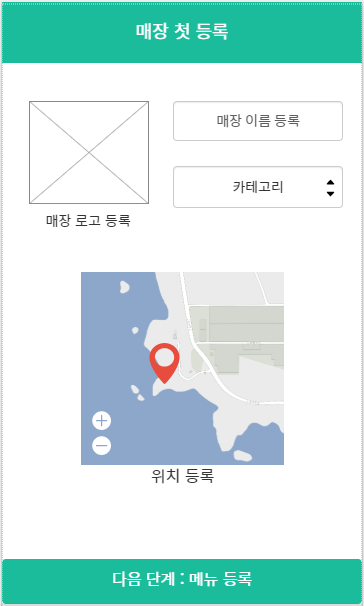 매장 첫 등록
매장 이름 등록
카테고리
매장 로고 등록
위치 등록
다음 단계 : 메뉴 등록